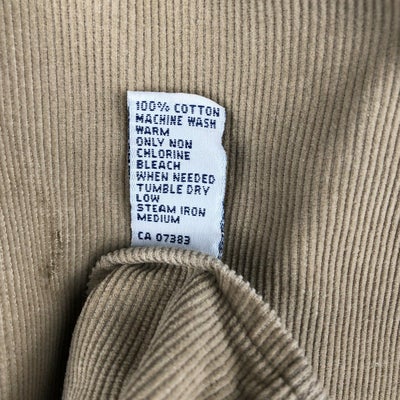 100% COTTON
MACHINE WASH
WARM
ONLY NON
CHLORINE
BLEACH
WHEN NEEDED
TUMBLE DRY
LOW
STEAM IRON
MEDIUM
CA 07383